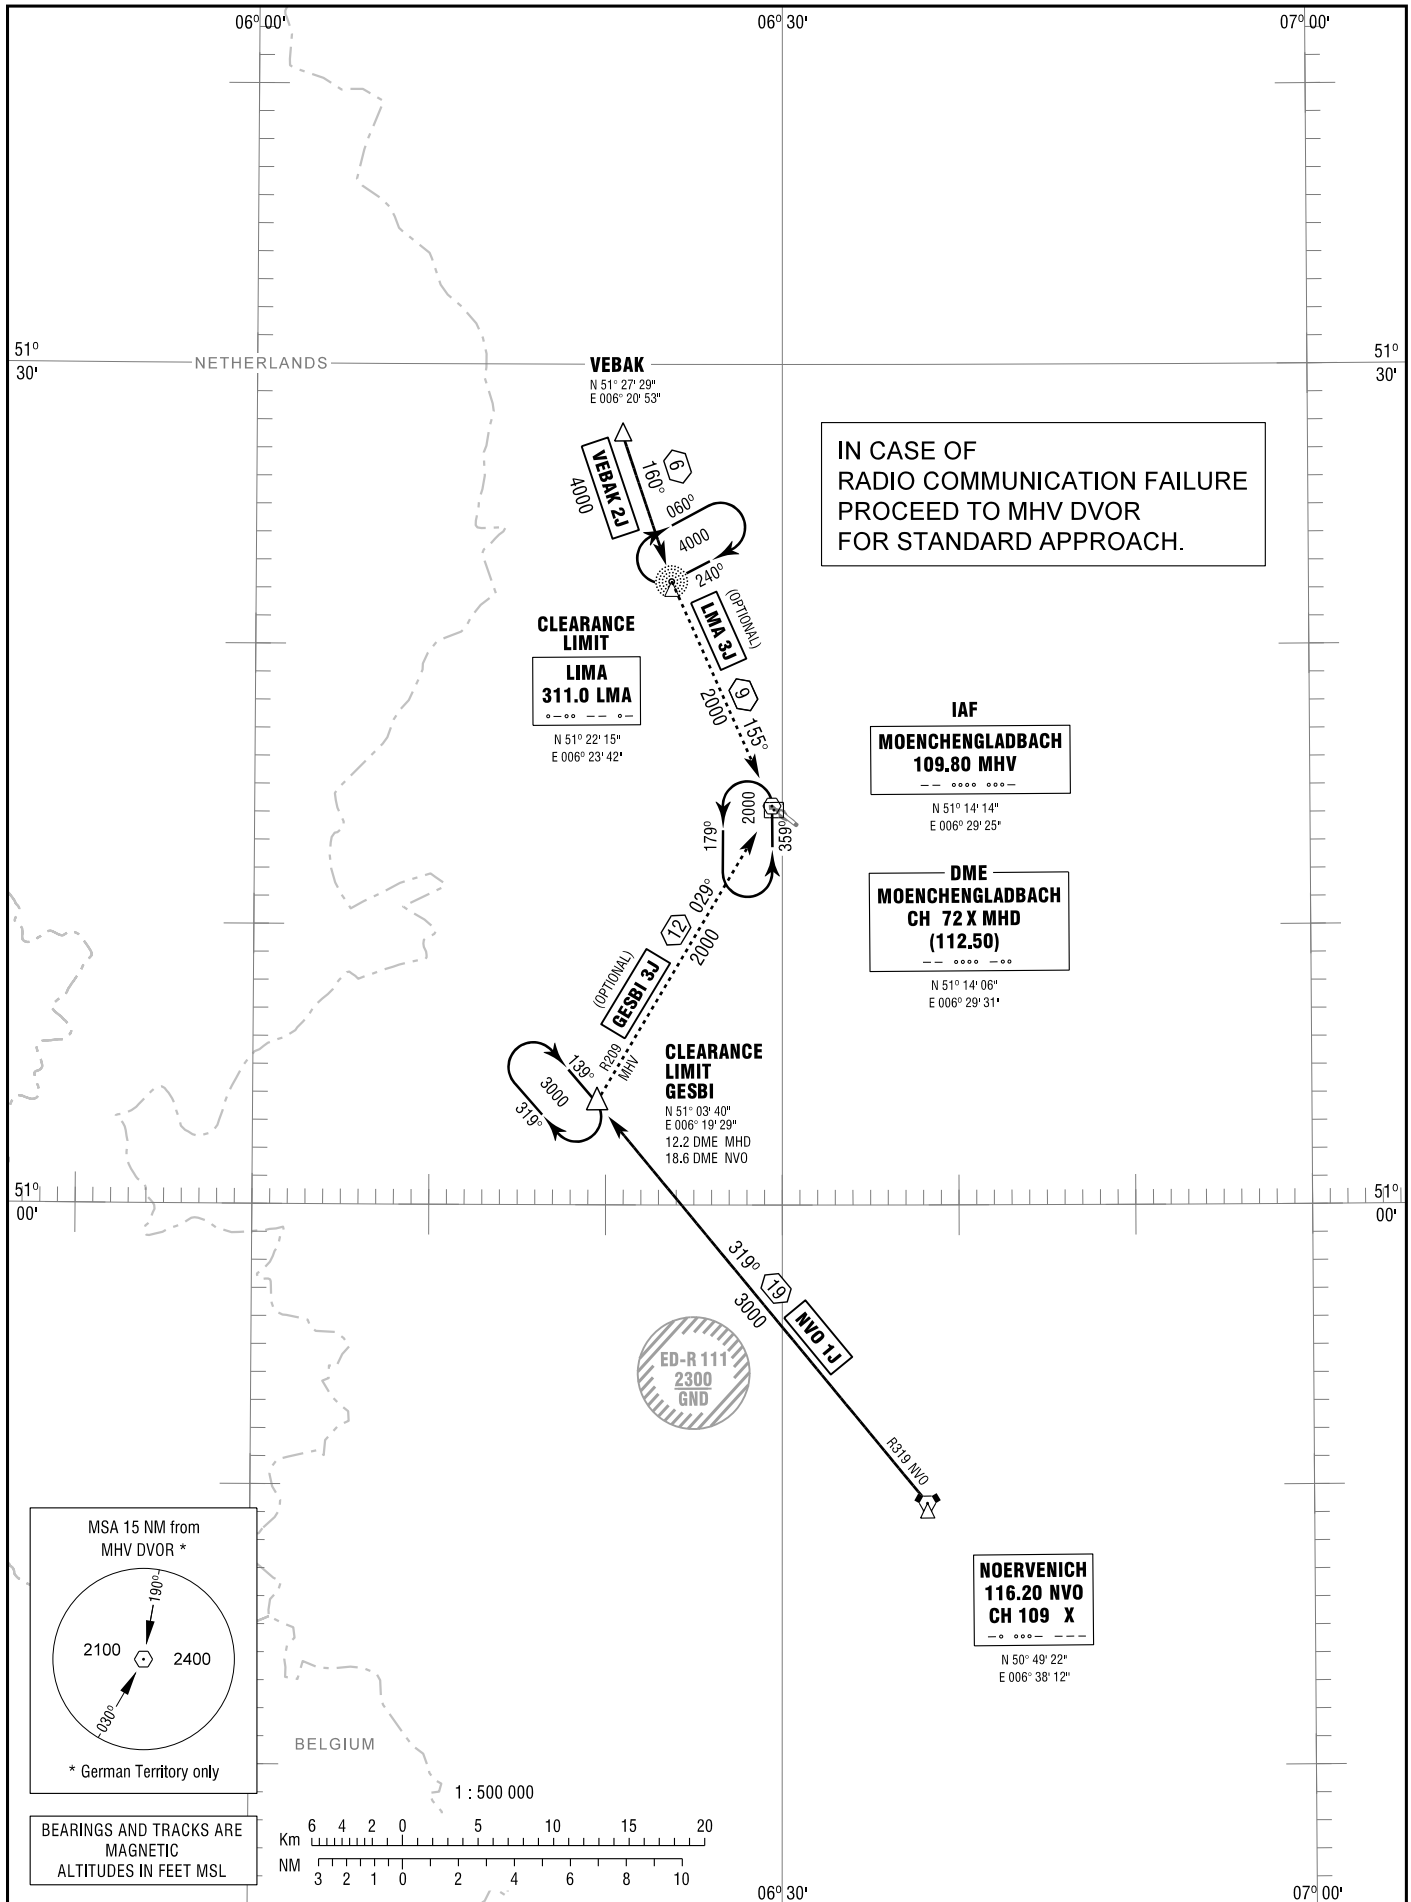 06° 00'
06° 30'
07° 00'
51°
30'
NETHERLANDS
51°
30'
VEBAK
N 51° 27' 29"
E 006° 20' 53"
IN CASE OF
RADIO COMMUNICATION FAILURE
PROCEED TO MHV DVOR
FOR STANDARD APPROACH.
VEBAK 2J
4000
6
160°
060°
4000
240°
LMA 3J
(OPTIONAL)
9
2000
155°
CLEARANCE
LIMIT
LIMA
311.0 LMA
N 51° 22' 15"
E 006° 23' 42"
IAF
MOENCHENGLADBACH
109.80 MHV
N 51° 14' 14"
E 006° 29' 25"
2000
179°
359°
DME
MOENCHENGLADBACH
CH 72 X MHD
(112.50)
N 51° 14' 06"
E 006° 29' 31"
029°
12
2000
(OPTIONAL)
GESBI 3J
R209
MHV
139°
3000
319°
CLEARANCE
LIMIT
GESBI
N 51° 03' 40"
E 006° 19' 29"
12.2 DME MHD
18.6 DME NVO
51°
00'
51°
00'
319°
19
3000
NVO 1J
ED-R 111
2300
GND
R319 NVO
NOERVENICH
116.20 NVO
CH 109 X
N 50° 49' 22"
E 006° 38' 12"
MSA 15 NM from
MHV DVOR *
190°
2100
2400
030°
* German Territory only
BELGIUM
1 : 500 000
BEARINGS AND TRACKS ARE
MAGNETIC
ALTITUDES IN FEET MSL
Km 6 4 2 0 5 10 15 20
NM 3 2 1 0 2 4 6 8 10
06° 30'
07° 00'